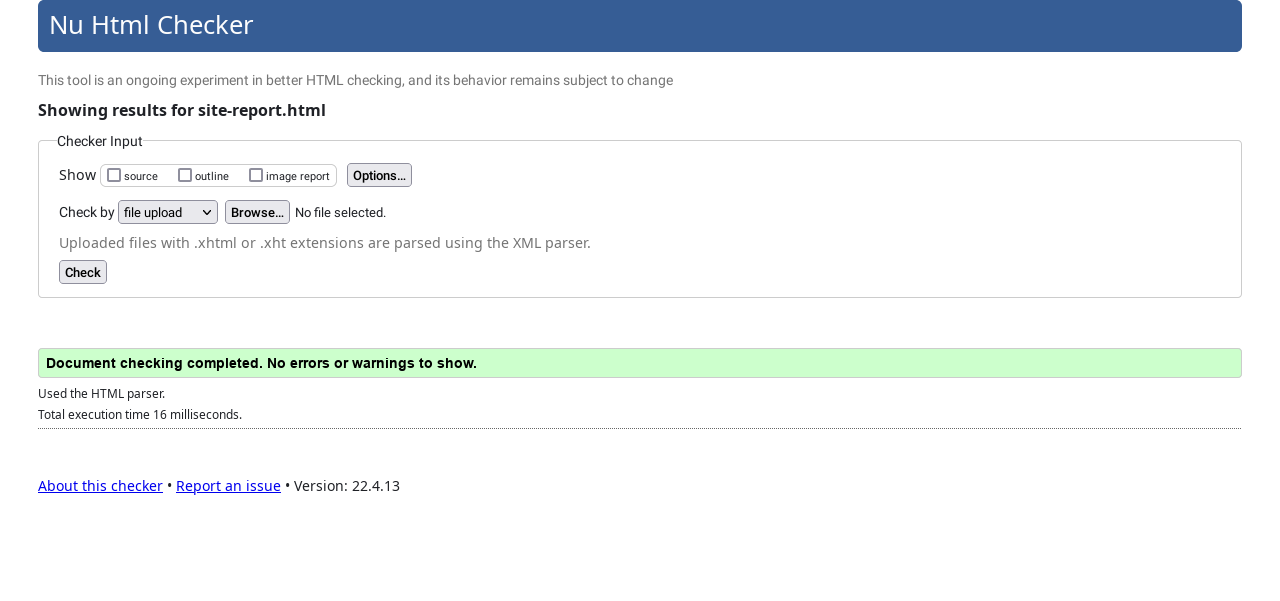 Nu Html Checker
This tool is an ongoing experiment in better HTML checking, and its behavior remains subject to change
Showing results for site-report.html
Checker Input
Show source outline image report Options...
Check by file upload Browse... No file selected.
Uploaded files with .xhtml or .xht extensions are parsed using the XML parser.
Check
Document checking completed. No errors or warnings to show.
Used the HTML parser.
Total execution time 16 milliseconds.
About this checker • Report an issue • Version: 22.4.13